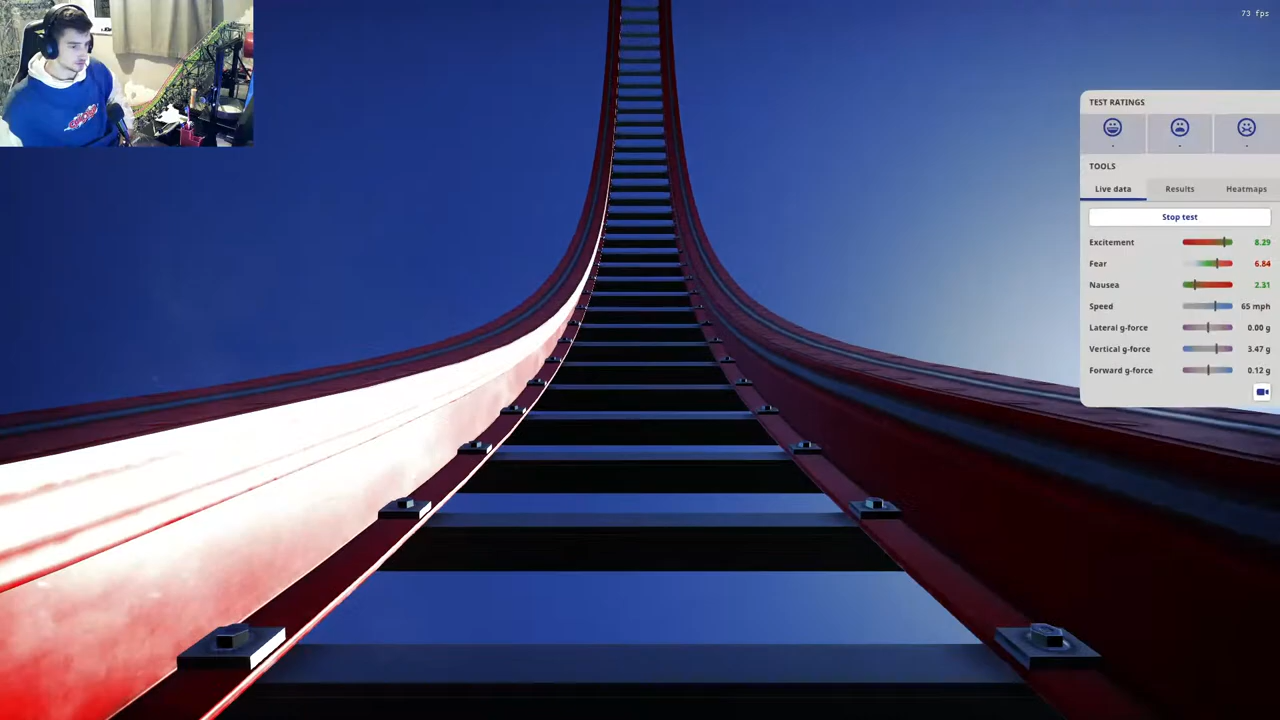 73 fps
TEST RATINGS
- - -
TOOLS
Live data Results Heatmaps
Stop test
Excitement 8.29
Fear 6.84
Nausea 2.31
Speed 65 mph
Lateral g-force 0.00 g
Vertical g-force 3.47 g
Forward g-force 0.12 g